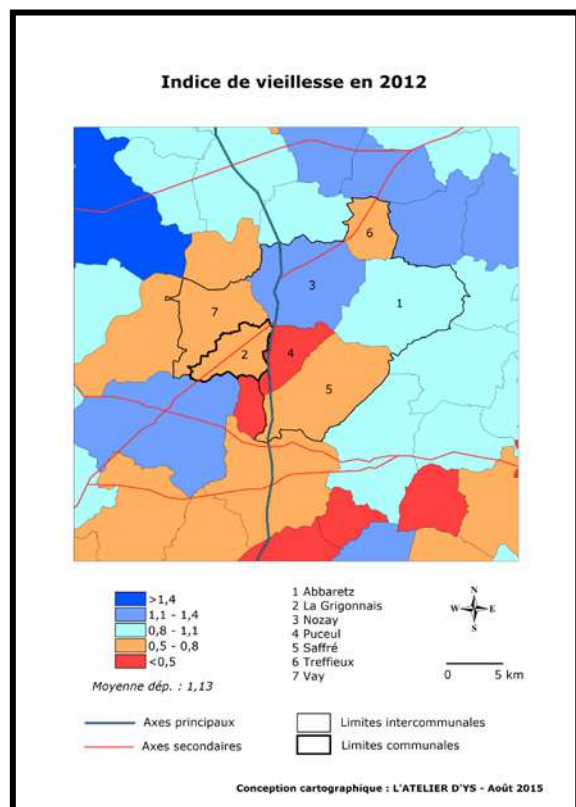 Indice de vieillesse en 2012
6
3
1
7
2
4
5
>1,4
1,1 - 1,4
0,8 - 1,1
0,5 - 0,8
<0,5
Moyenne dép. : 1,13
1 Abbaretz
2 La Grigonnais
3 Nozay
4 Puceul
5 Saffré
6 Treffieux
7 Vay
N
W E
S
0 5 km
Axes principaux
Axes secondaires
Limites intercommunales
Limites communales
Conception cartographique : L'ATELIER D'YS - Août 2015